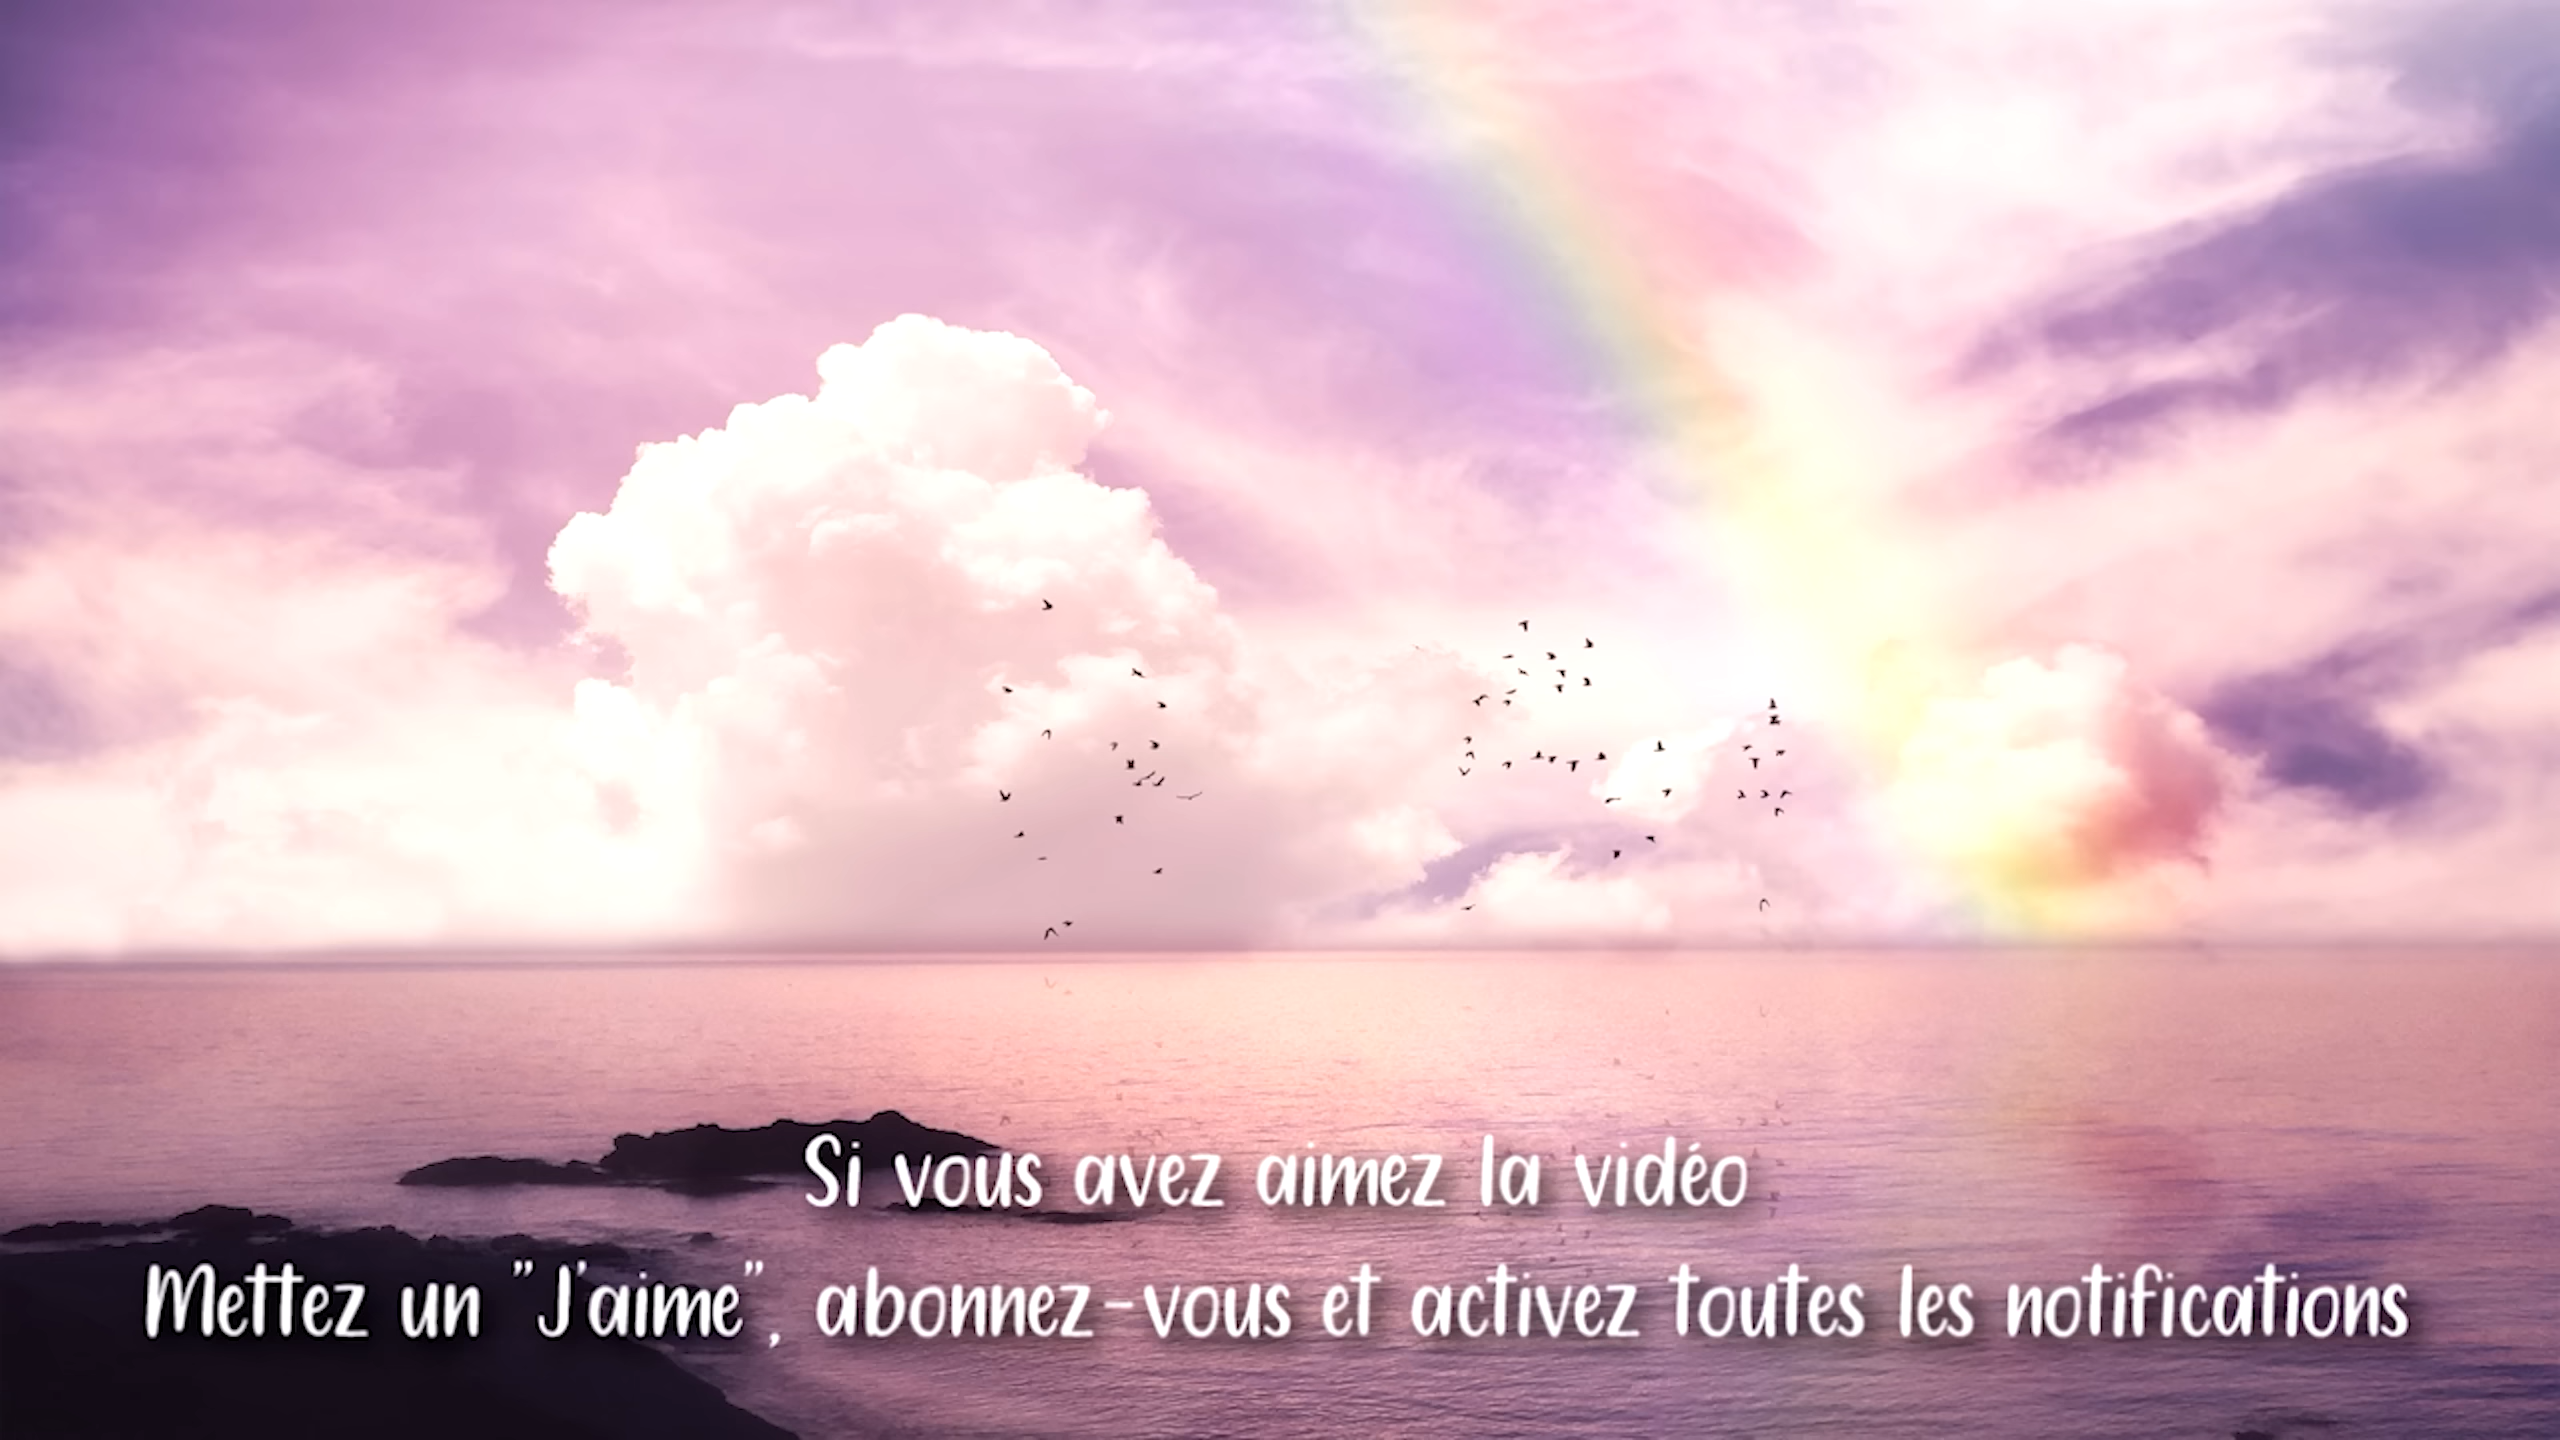 Si vous avez aimez la vidéo
Mettez un "J'aime", abonnez-vous et activez toutes les notifications